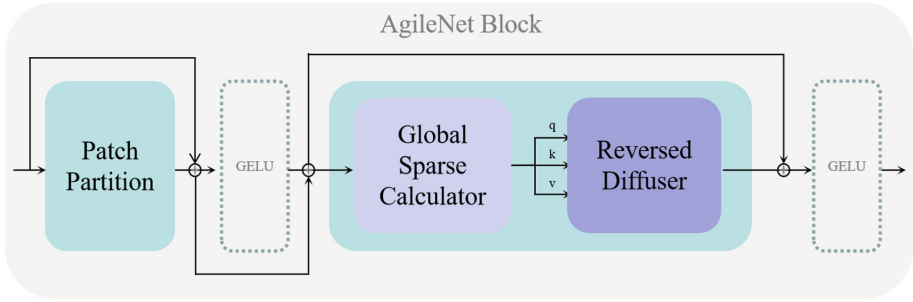 AgileNet Block
Patch
Partition
GELU
Global
Sparse
Calculator
q
k
v
Reversed
Diffuser
GELU